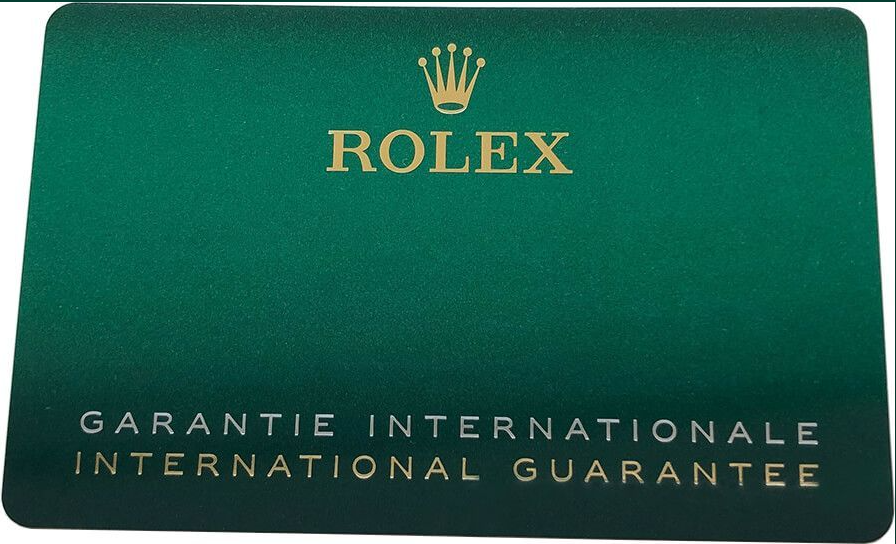 ROLEX
GARANTIE INTERNATIONALE
INTERNATIONAL GUARANTEE